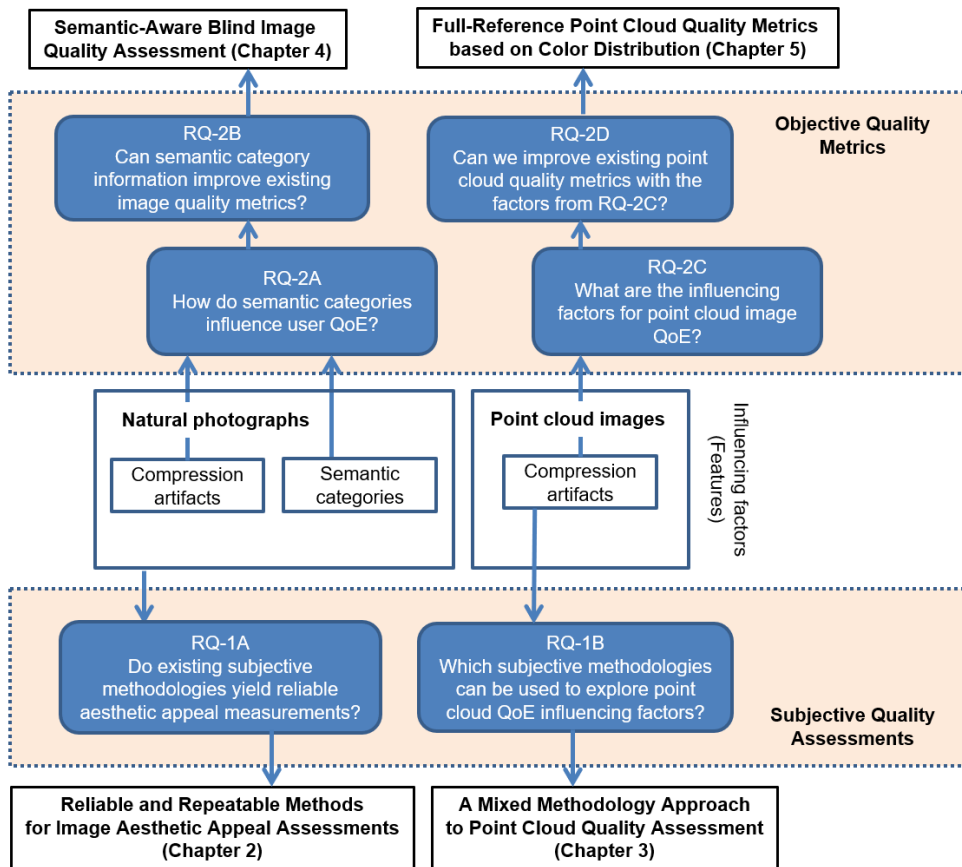 Semantic-Aware Blind Image
Quality Assessment (Chapter 4)
Full-Reference Point Cloud Quality Metrics
based on Color Distribution (Chapter 5)
Objective Quality
Metrics
RQ-2B
Can semantic category
information improve existing
image quality metrics?
RQ-2D
Can we improve existing point
cloud quality metrics with the
factors from RQ-2C?
RQ-2A
How do semantic categories
influence user QoE?
RQ-2C
What are the influencing
factors for point cloud image
QoE?
Natural photographs
Compression
artifacts
Semantic
categories
Point cloud images
Compression
artifacts
Influencing factors
(Features)
RQ-1A
Do existing subjective
methodologies yield reliable
aesthetic appeal measurements?
RQ-1B
Which subjective methodologies
can be used to explore point
cloud QoE influencing factors?
Subjective Quality
Assessments
Reliable and Repeatable Methods
for Image Aesthetic Appeal Assessments
(Chapter 2)
A Mixed Methodology Approach
to Point Cloud Quality Assessment
(Chapter 3)